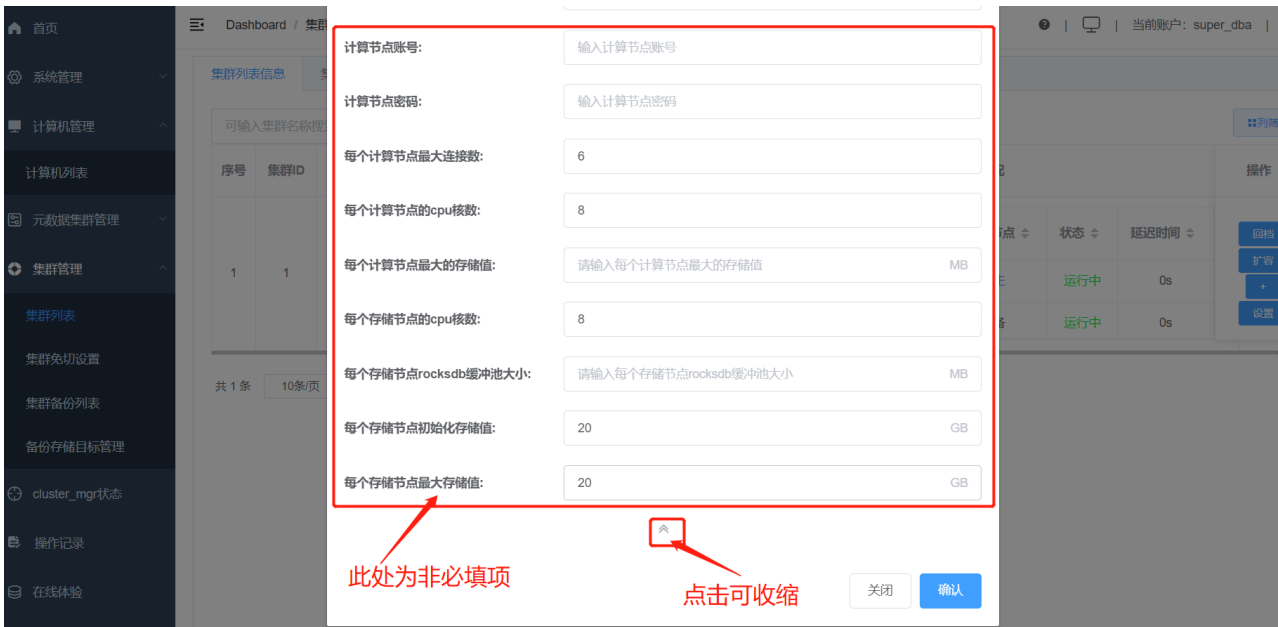 首页
系统管理
计算机管理
计算机列表
元数据集群管理
集群管理
集群列表
集群免切设置
集群备份列表
备份存储目标管理
cluster_mgr状态
操作记录
在线体验
Dashboard / 集群
| 当前账户: super_dba |
集群列表信息
可输入集群名称搜
列筛
序号 集群ID
操作
节点 状态 延迟时间
1 1
主 运行中 0s
备 运行中 0s
回档
扩容
+
设置
共 1 条 10条/页
计算节点账号: 输入计算节点账号
计算节点密码: 输入计算节点密码
每个计算节点最大连接数: 6
每个计算节点的cpu核数: 8
每个计算节点最大的存储值: 请输入每个计算节点最大的存储值 MB
每个存储节点的cpu核数: 8
每个存储节点rocksdb缓冲池大小: 请输入每个存储节点rocksdb缓冲池大小 MB
每个存储节点初始化存储值: 20 GB
每个存储节点最大存储值: 20 GB
此处为非必填项
点击可收缩
关闭 确认